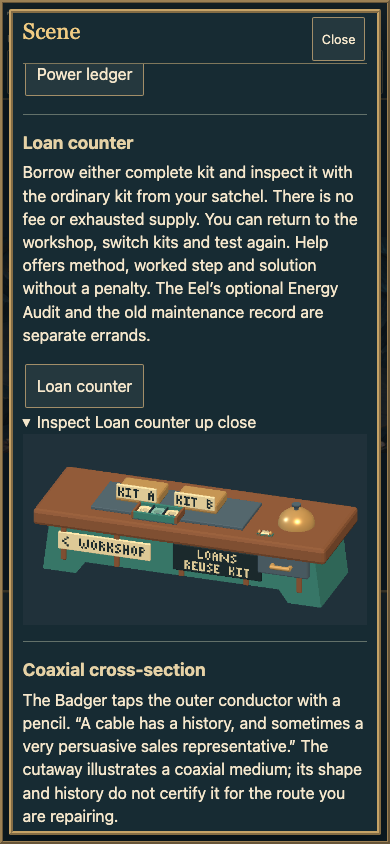 Scene
Close
Power ledger
Loan counter
Borrow either complete kit and inspect it with
the ordinary kit from your satchel. There is no
fee or exhausted supply. You can return to the
workshop, switch kits and test again. Help
offers method, worked step and solution
without a penalty. The Eel’s optional Energy
Audit and the old maintenance record are
separate errands.
Loan counter
▾ Inspect Loan counter up close
KIT A
KIT B
< WORKSHOP
LOANS
REUSE KIT
Coaxial cross-section
The Badger taps the outer conductor with a
pencil. “A cable has a history, and sometimes a
very persuasive sales representative.” The
cutaway illustrates a coaxial medium; its shape
and history do not certify it for the route you
are repairing.